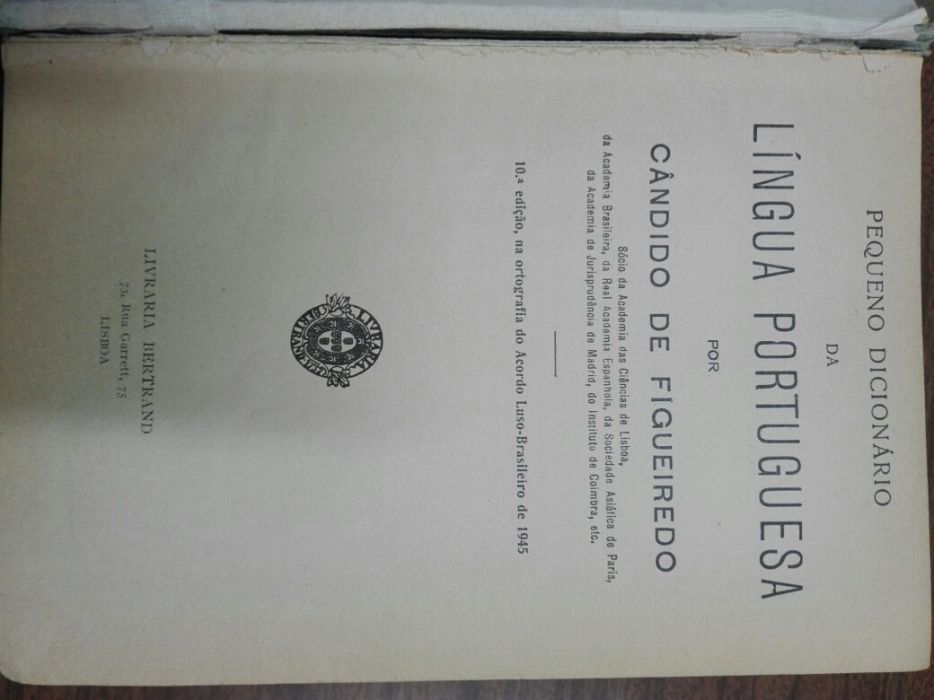 PEQUENO DICIONÁRIO
DA
LÍNGUA PORTUGUESA
POR
CÂNDIDO DE FIGUEIREDO
Sócio da Academia das Ciências de Lisboa,
da Academia Brasileira, da Real Academia Espanhola, da Sociedade Asiática de Paris,
da Academia de Jurisprudência de Madrid, do Instituto de Coimbra, etc.
10.ª edição, na ortografia do Acordo Luso-Brasileiro de 1945
LIVRARIA
BERTRAND
LIVRARIA BERTRAND
73, Rua Garrett, 75
LISBOA